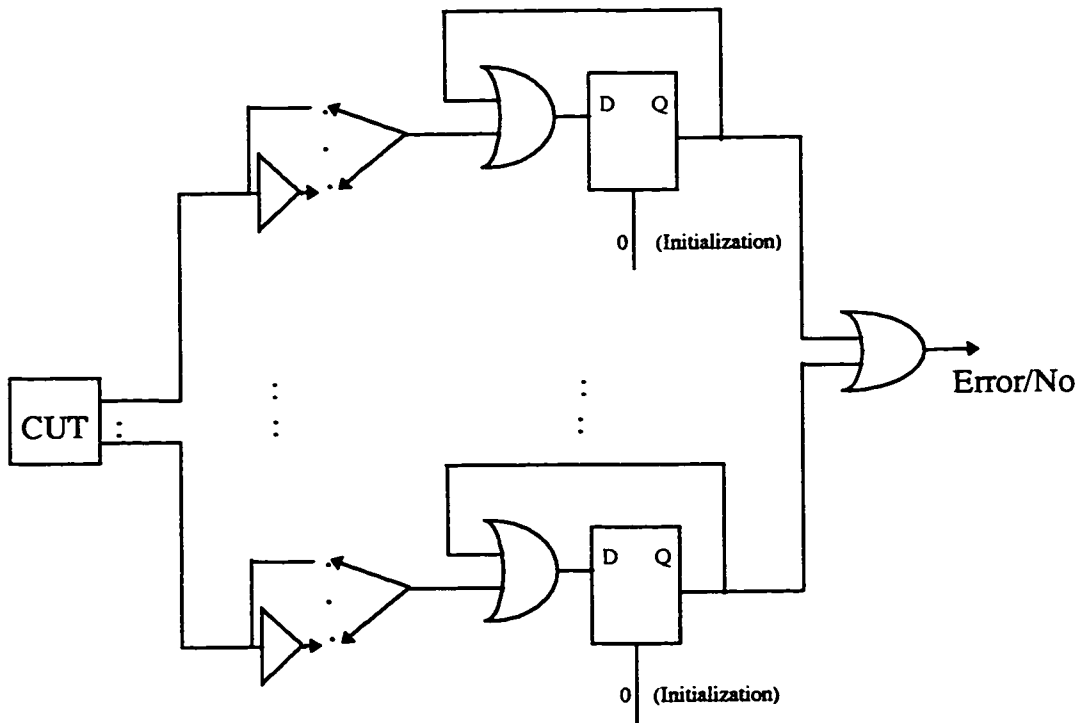 D Q
0 (Initialization)
CUT
Error/No
D Q
0 (Initialization)